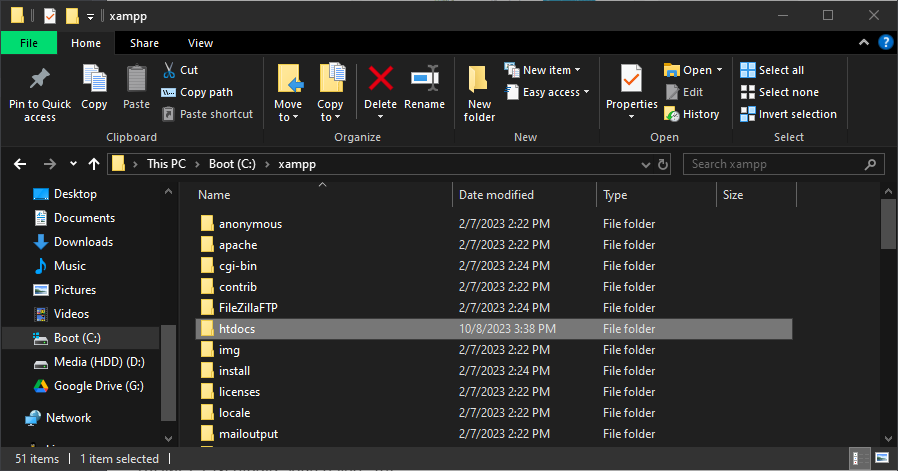 xampp
File Home Share View
Pin to Quick access
Copy
Paste
Cut
Copy path
Paste shortcut
Clipboard
Move to
Copy to
Delete
Rename
Organize
New folder
New item
Easy access
New
Properties
Open
Edit
History
Open
Select all
Select none
Invert selection
Select
This PC > Boot (C:) > xampp
Search xampp
Desktop
Documents
Downloads
Music
Pictures
Videos
Boot (C:)
Media (HDD) (D:)
Google Drive (G:)
Network
Name Date modified Type Size
anonymous 2/7/2023 2:22 PM File folder
apache 2/7/2023 2:22 PM File folder
cgi-bin 2/7/2023 2:24 PM File folder
contrib 2/7/2023 2:22 PM File folder
FileZillaFTP 2/7/2023 2:24 PM File folder
htdocs 10/8/2023 3:38 PM File folder
img 2/7/2023 2:22 PM File folder
install 2/7/2023 2:24 PM File folder
licenses 2/7/2023 2:22 PM File folder
locale 2/7/2023 2:22 PM File folder
mailoutput 2/7/2023 2:22 PM File folder
51 items 1 item selected